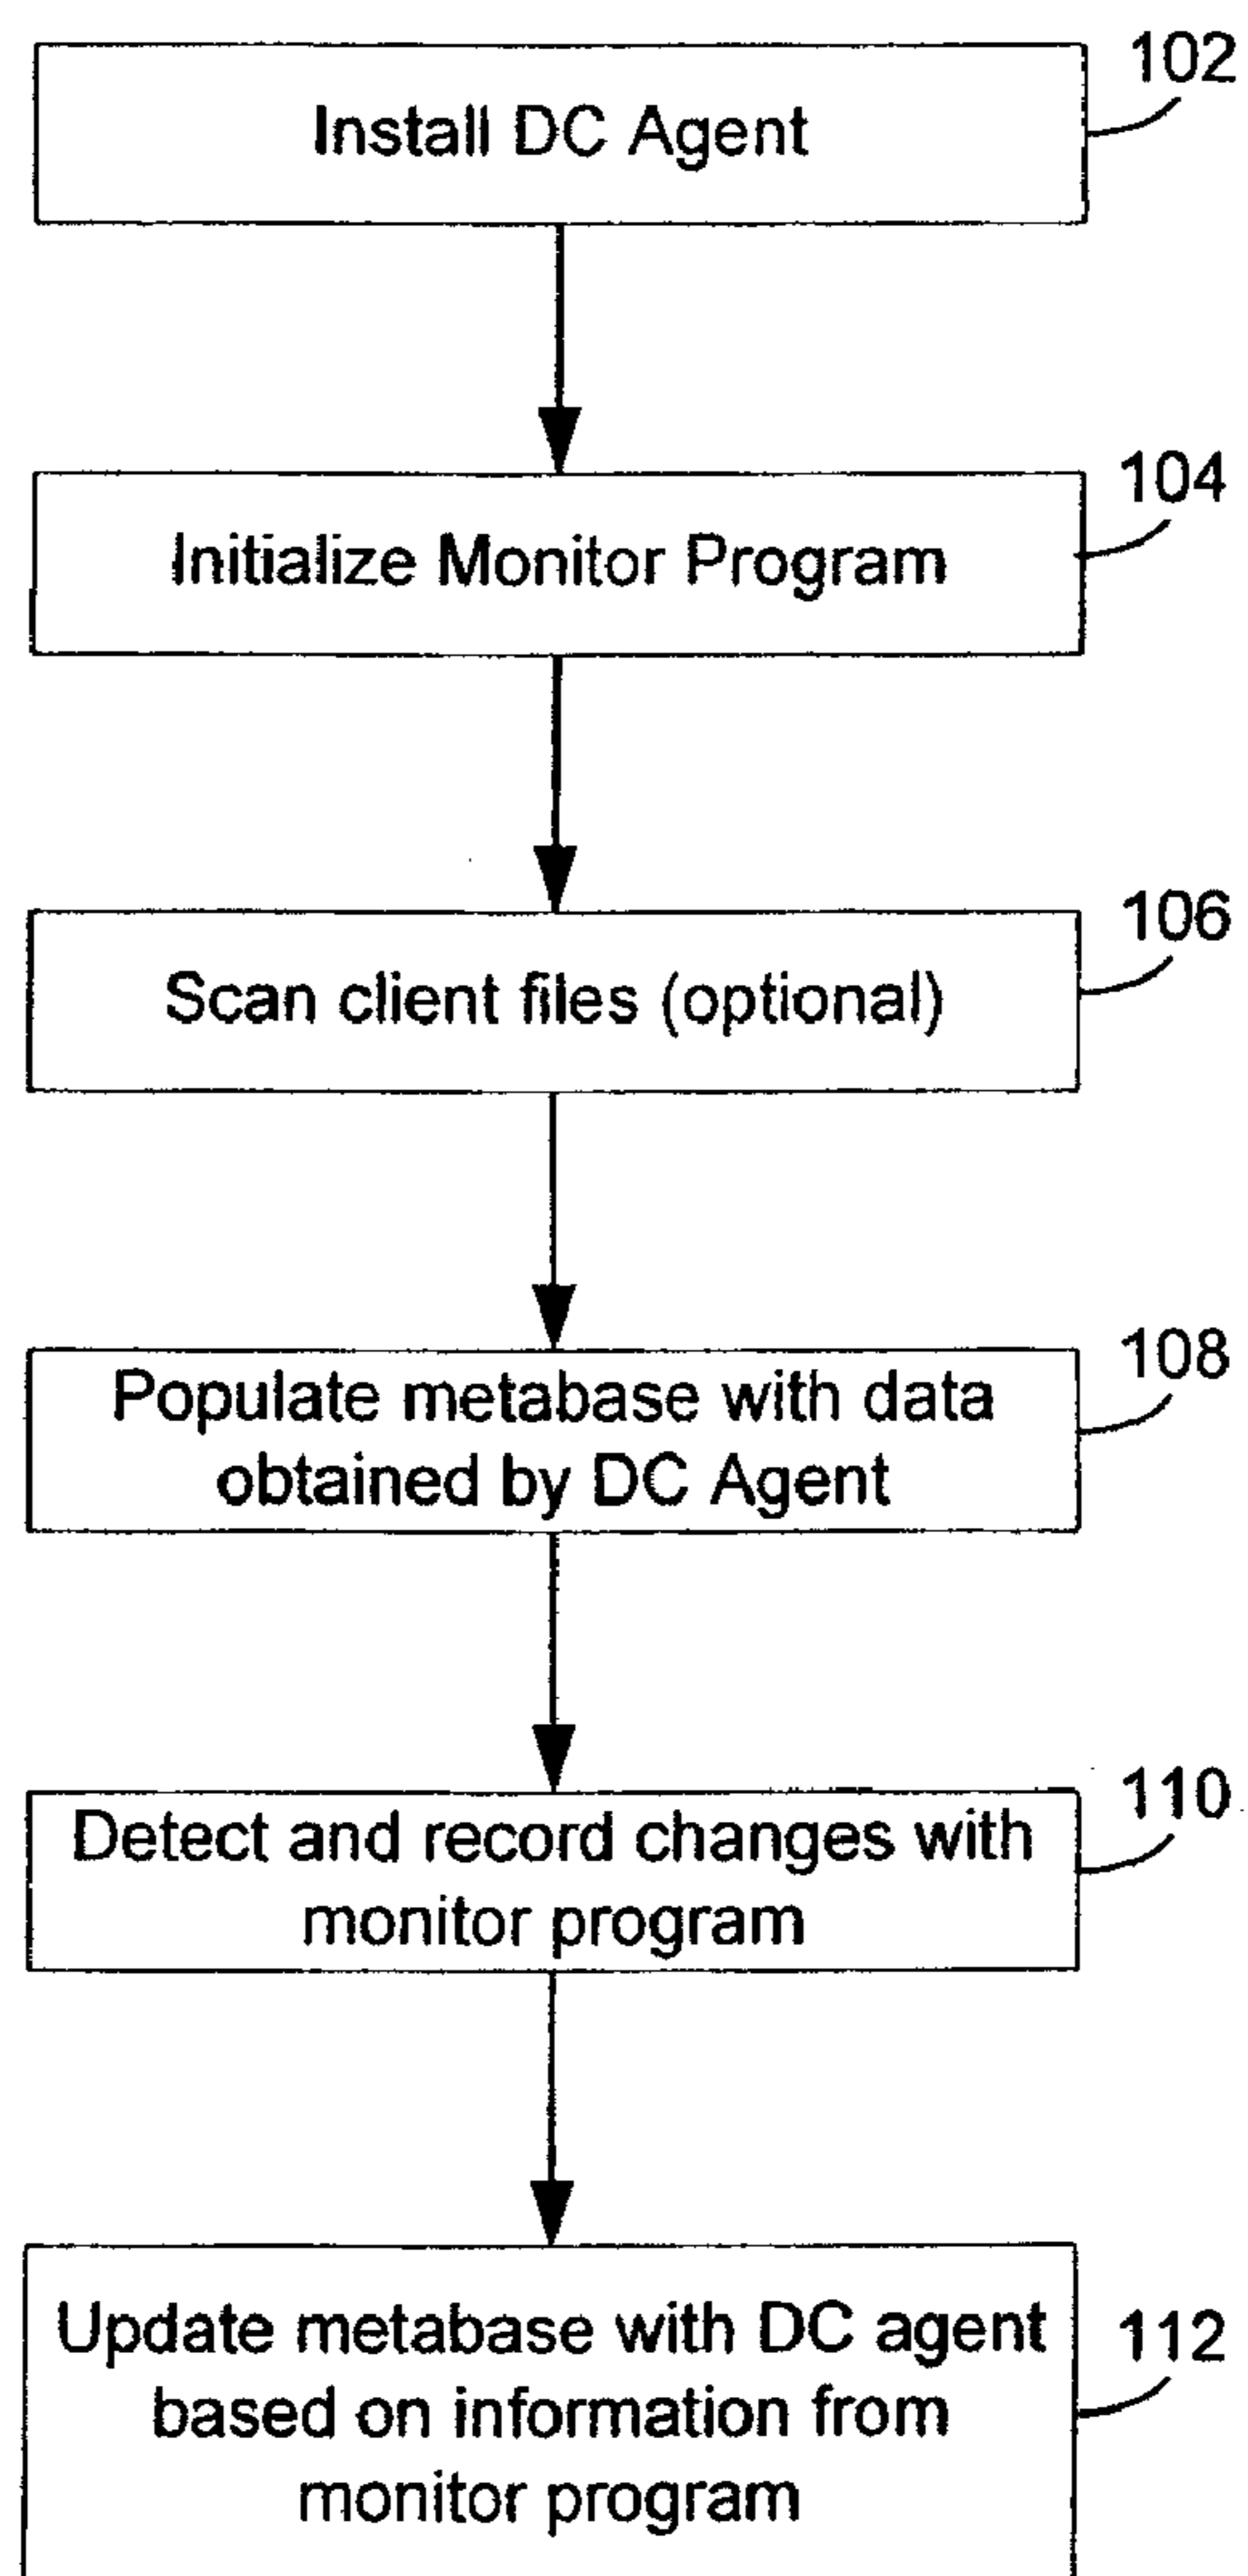 Install DC Agent
102
Initialize Monitor Program
104
Scan client files (optional)
106
Populate metabase with data
obtained by DC Agent
108
Detect and record changes with
monitor program
110
Update metabase with DC agent
based on information from
monitor program
112